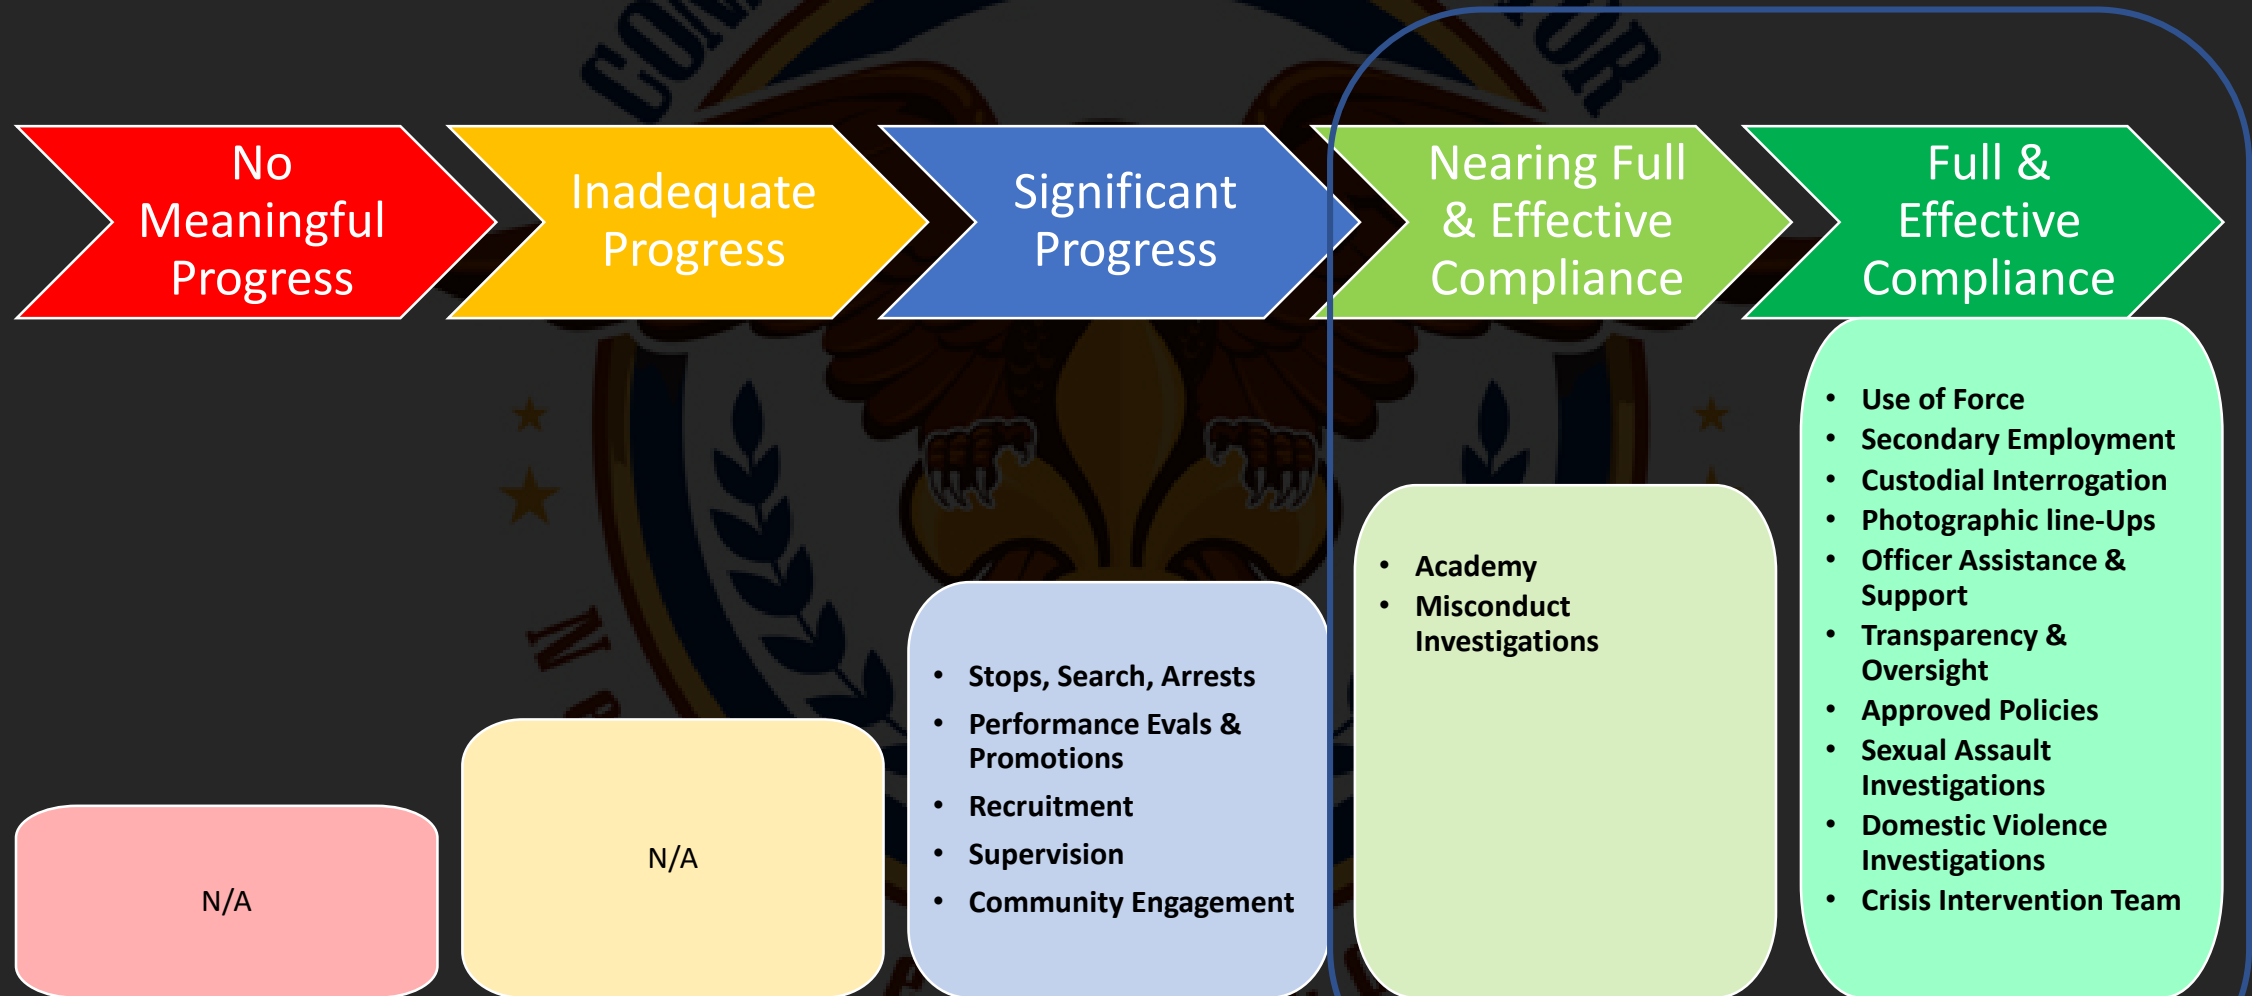 No
Meaningful
Progress
Inadequate
Progress
Significant
Progress
Nearing Full
& Effective
Compliance
Full &
Effective
Compliance
N/A
N/A
• Stops, Search, Arrests
• Performance Evals &
Promotions
• Recruitment
• Supervision
• Community Engagement
• Academy
• Misconduct
Investigations
• Use of Force
• Secondary Employment
• Custodial Interrogation
• Photographic line-Ups
• Officer Assistance &
Support
• Transparency &
Oversight
• Approved Policies
• Sexual Assault
Investigations
• Domestic Violence
Investigations
• Crisis Intervention Team